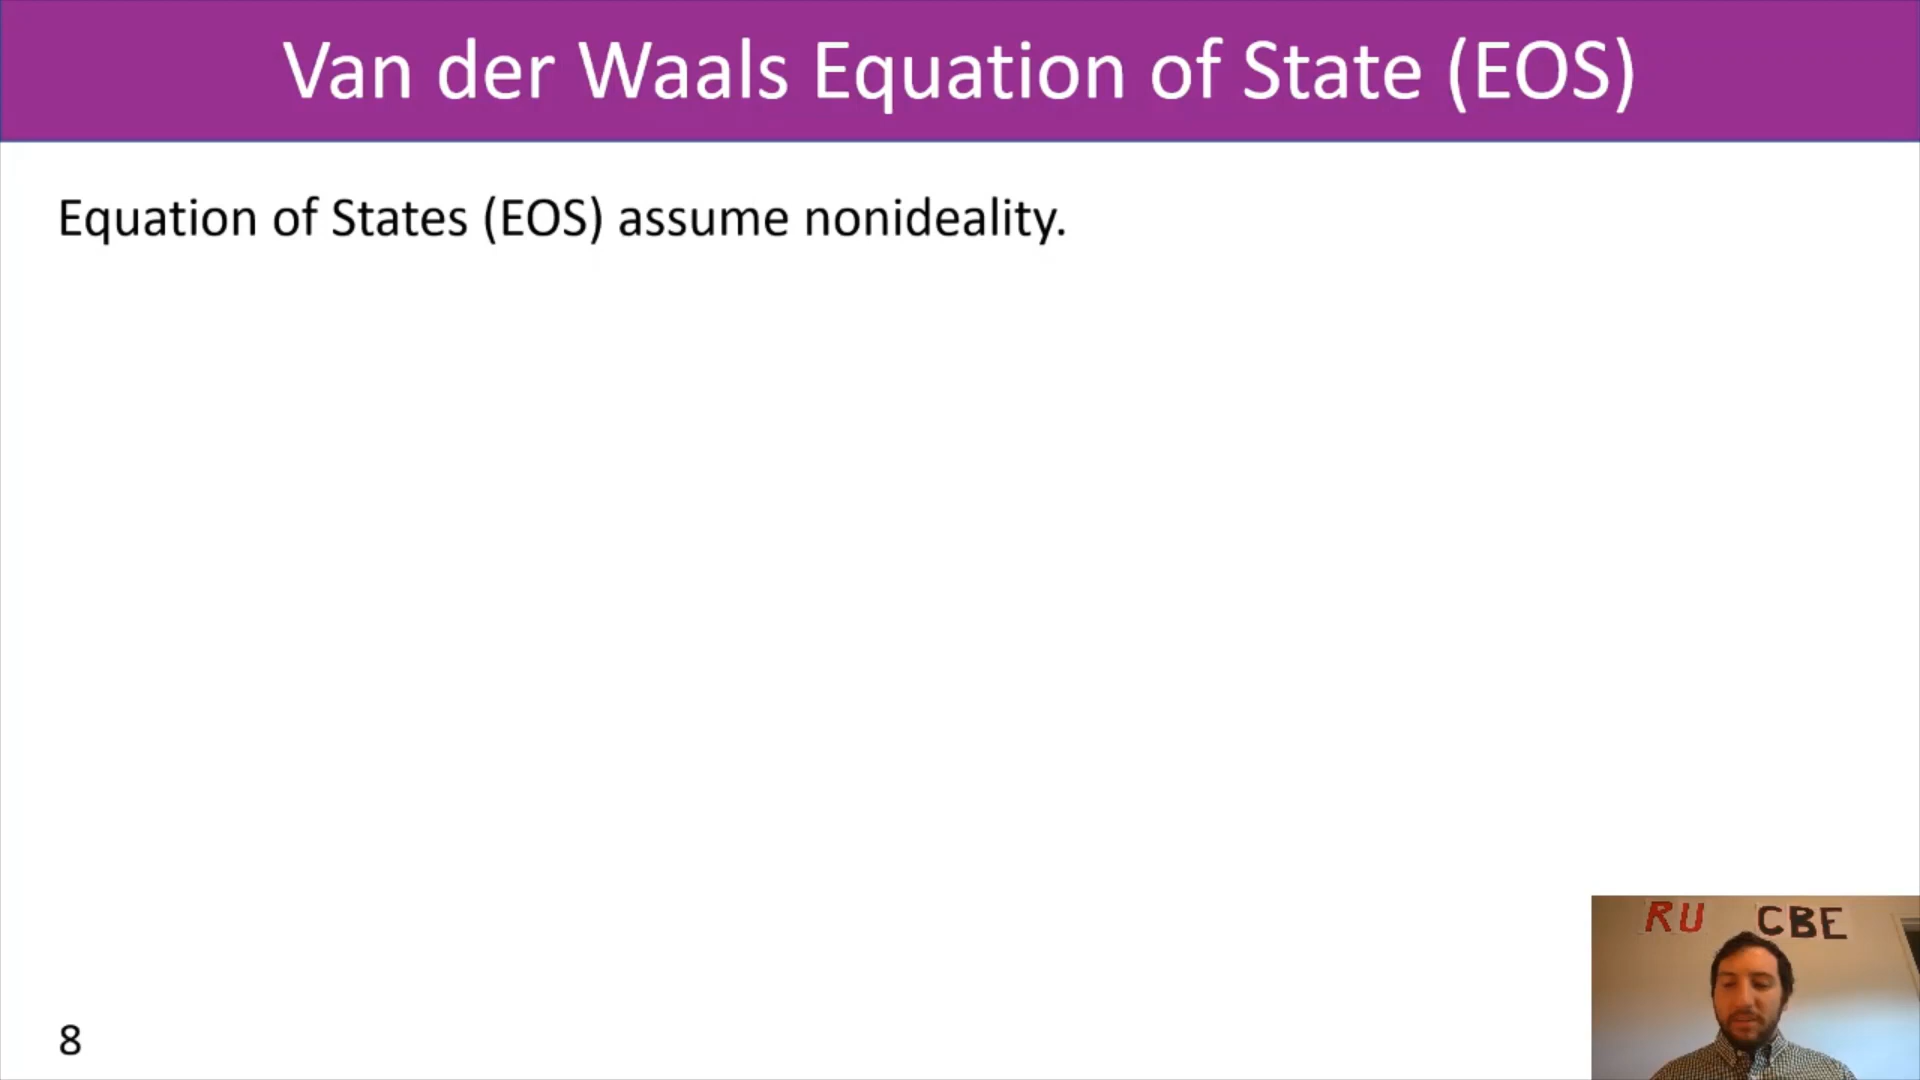 Van der Waals Equation of State (EOS)
Equation of States (EOS) assume nonideality.
RU CBE
8